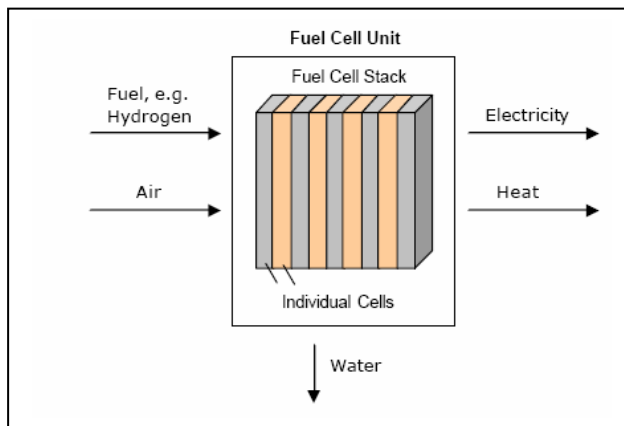 Fuel Cell Unit
Fuel Cell Stack
Fuel, e.g.
Hydrogen
Electricity
Air
Heat
Individual Cells
Water